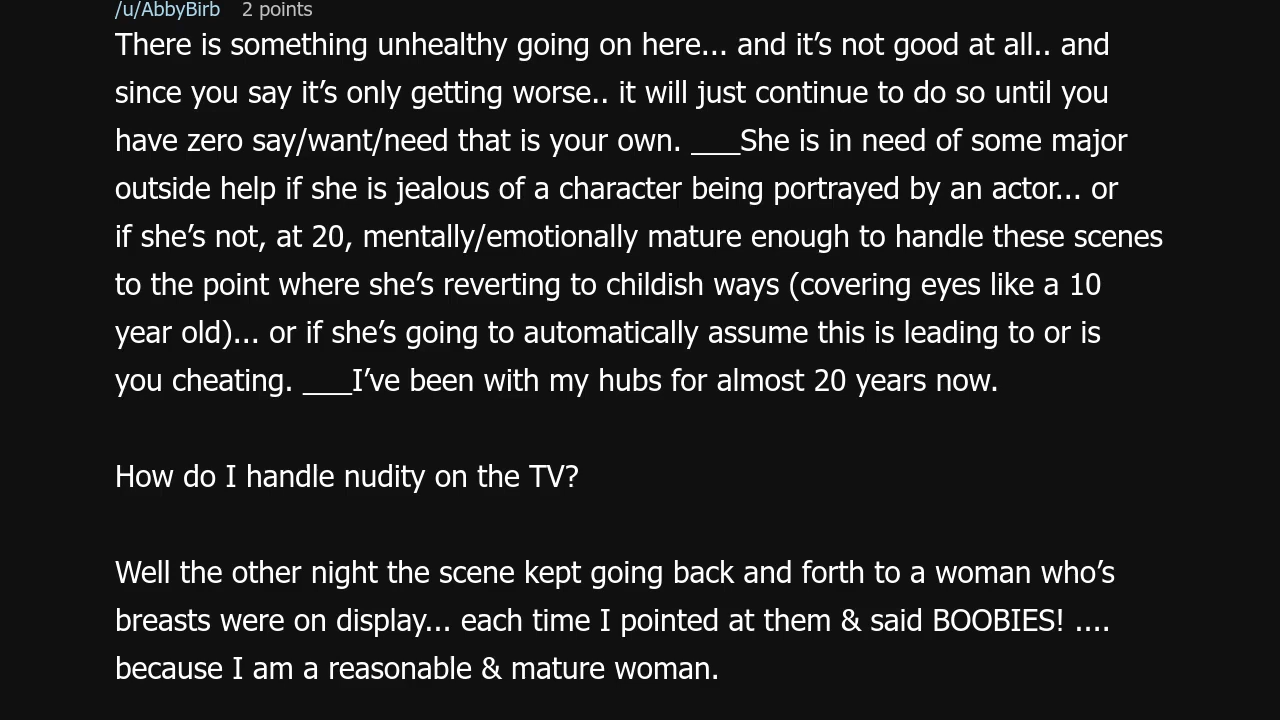 /u/AbbyBirb 2 points
There is something unhealthy going on here... and it’s not good at all.. and
since you say it’s only getting worse.. it will just continue to do so until you
have zero say/want/need that is your own. ___She is in need of some major
outside help if she is jealous of a character being portrayed by an actor... or
if she’s not, at 20, mentally/emotionally mature enough to handle these scenes
to the point where she’s reverting to childish ways (covering eyes like a 10
year old)... or if she’s going to automatically assume this is leading to or is
you cheating. ___I’ve been with my hubs for almost 20 years now.
How do I handle nudity on the TV?
Well the other night the scene kept going back and forth to a woman who’s
breasts were on display... each time I pointed at them & said BOOBIES! ....
because I am a reasonable & mature woman.